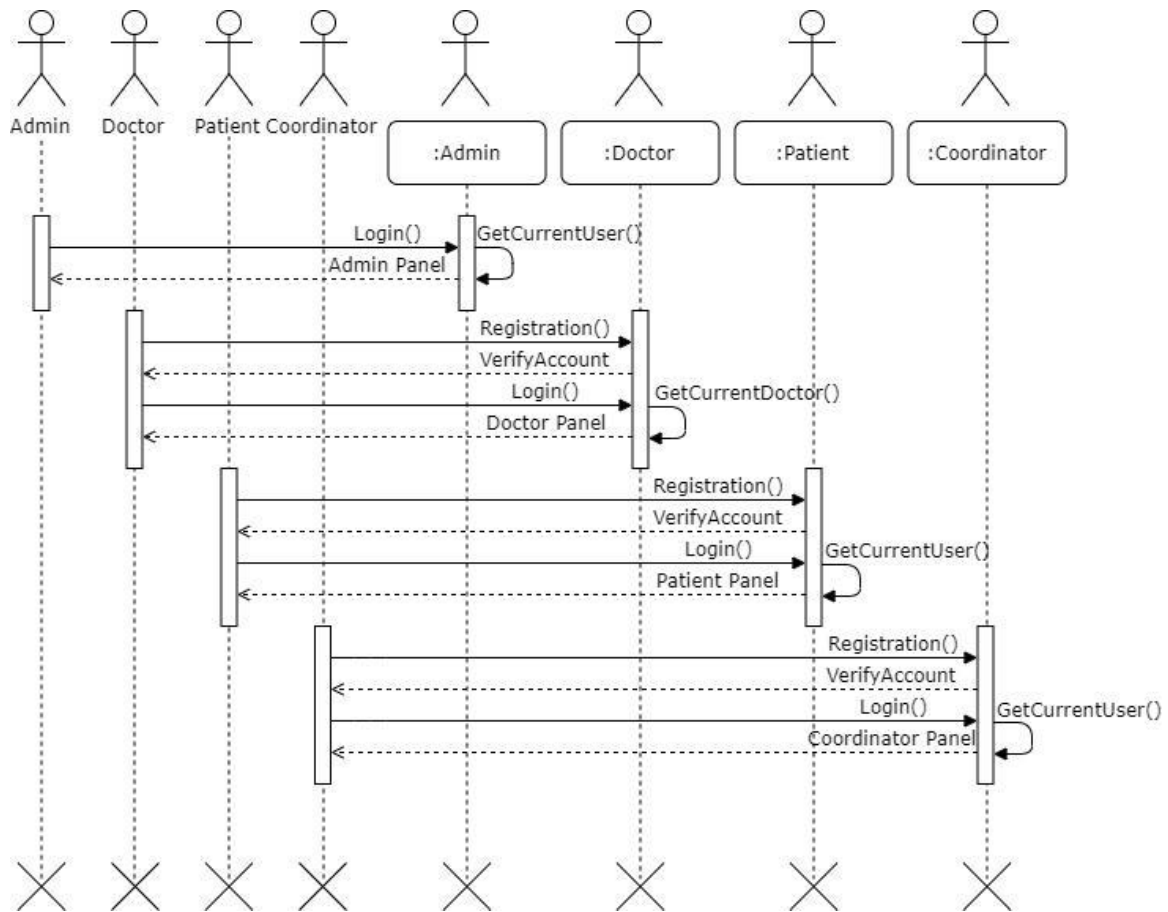 Admin
Doctor
Patient
Coordinator
:Admin
:Doctor
:Patient
:Coordinator
Login()
GetCurrentUser()
Admin Panel
Registration()
VerifyAccount
Login()
GetCurrentDoctor()
Doctor Panel
Registration()
VerifyAccount
Login()
GetCurrentUser()
Patient Panel
Registration()
VerifyAccount
Login()
GetCurrentUser()
Coordinator Panel